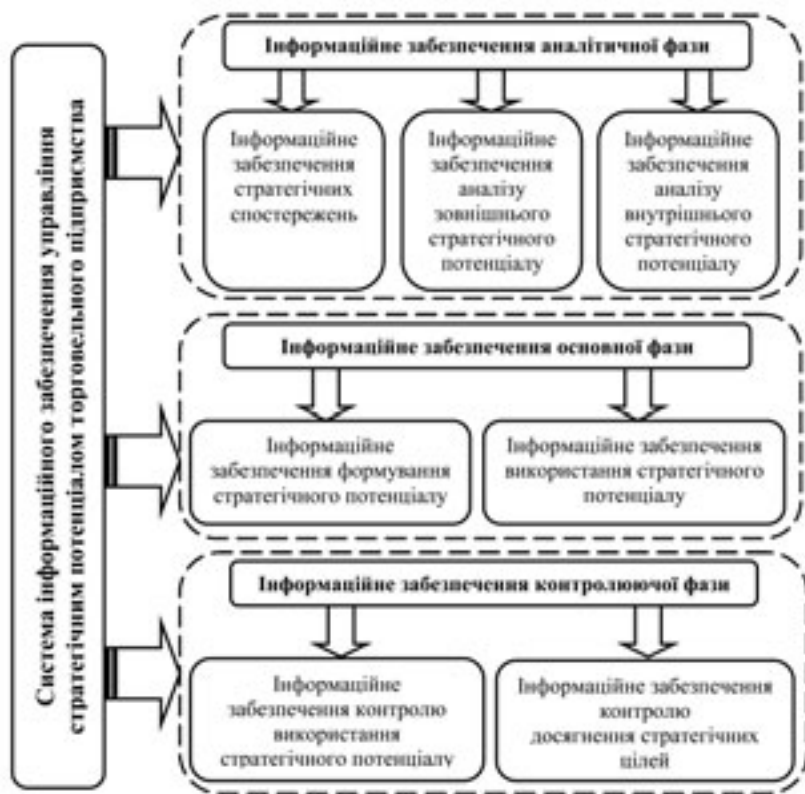 Система інформаційного забезпечення управління
стратегічним потенціалом торговельного підприємства
Інформаційне забезпечення аналітичної фази
Інформаційне
забезпечення
стратегічних
спостережень
Інформаційне
забезпечення
аналізу
зовнішнього
стратегічного
потенціалу
Інформаційне
забезпечення
аналізу
внутрішнього
стратегічного
потенціалу
Інформаційне забезпечення основної фази
Інформаційне
забезпечення формування
стратегічного потенціалу
Інформаційне забезпечення
використання стратегічного
потенціалу
Інформаційне забезпечення контролюючої фази
Інформаційне
забезпечення контролю
використання
стратегічного потенціалу
Інформаційне забезпечення
контролю
досягнення стратегічних
цілей